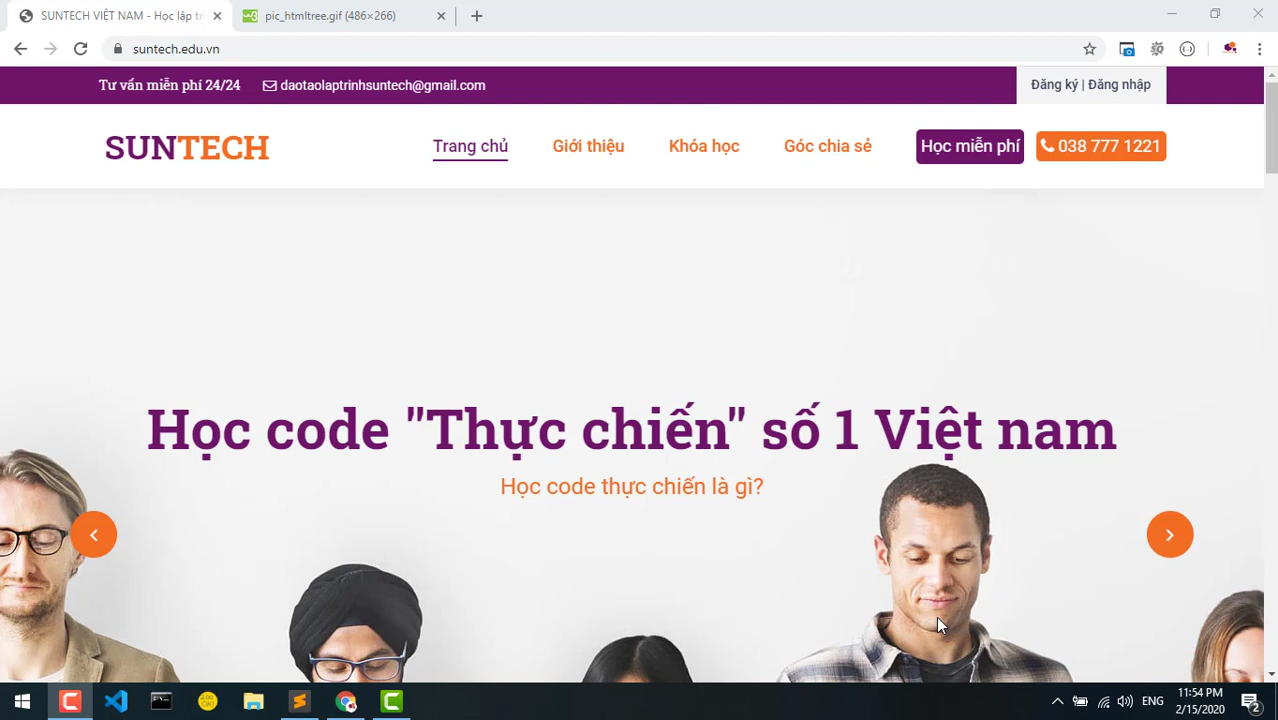 SUNTECH VIỆT NAM - Học lập tr
pic_htmltree.gif (486×266)
suntech.edu.vn
Tư vấn miễn phí 24/24
daotaolaptrinhsuntech@gmail.com
Đăng ký | Đăng nhập
SUNTECH
Trang chủ
Giới thiệu
Khóa học
Góc chia sẻ
Học miễn phí
038 777 1221
Học code "Thực chiến" số 1 Việt nam
Học code thực chiến là gì?
ENG
11:54 PM
2/15/2020
2